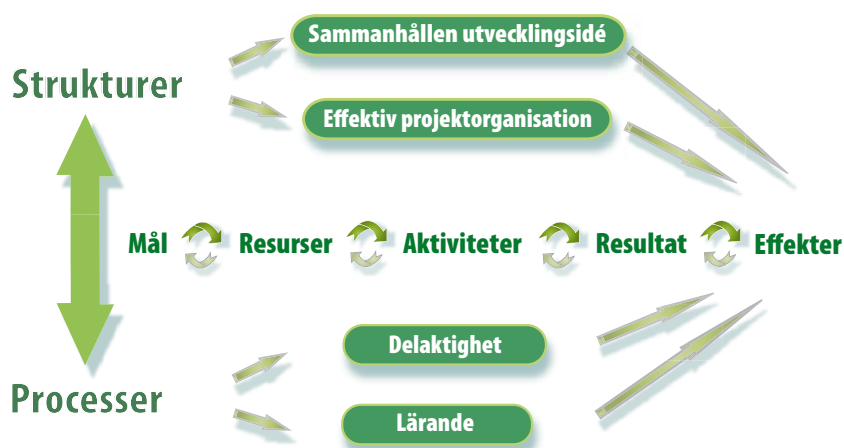 Sammanhållen utvecklingsidé
Strukturer
Effektiv projektorganisation
Mål Resurser Aktiviteter Resultat Effekter
Delaktighet
Processer
Lärande